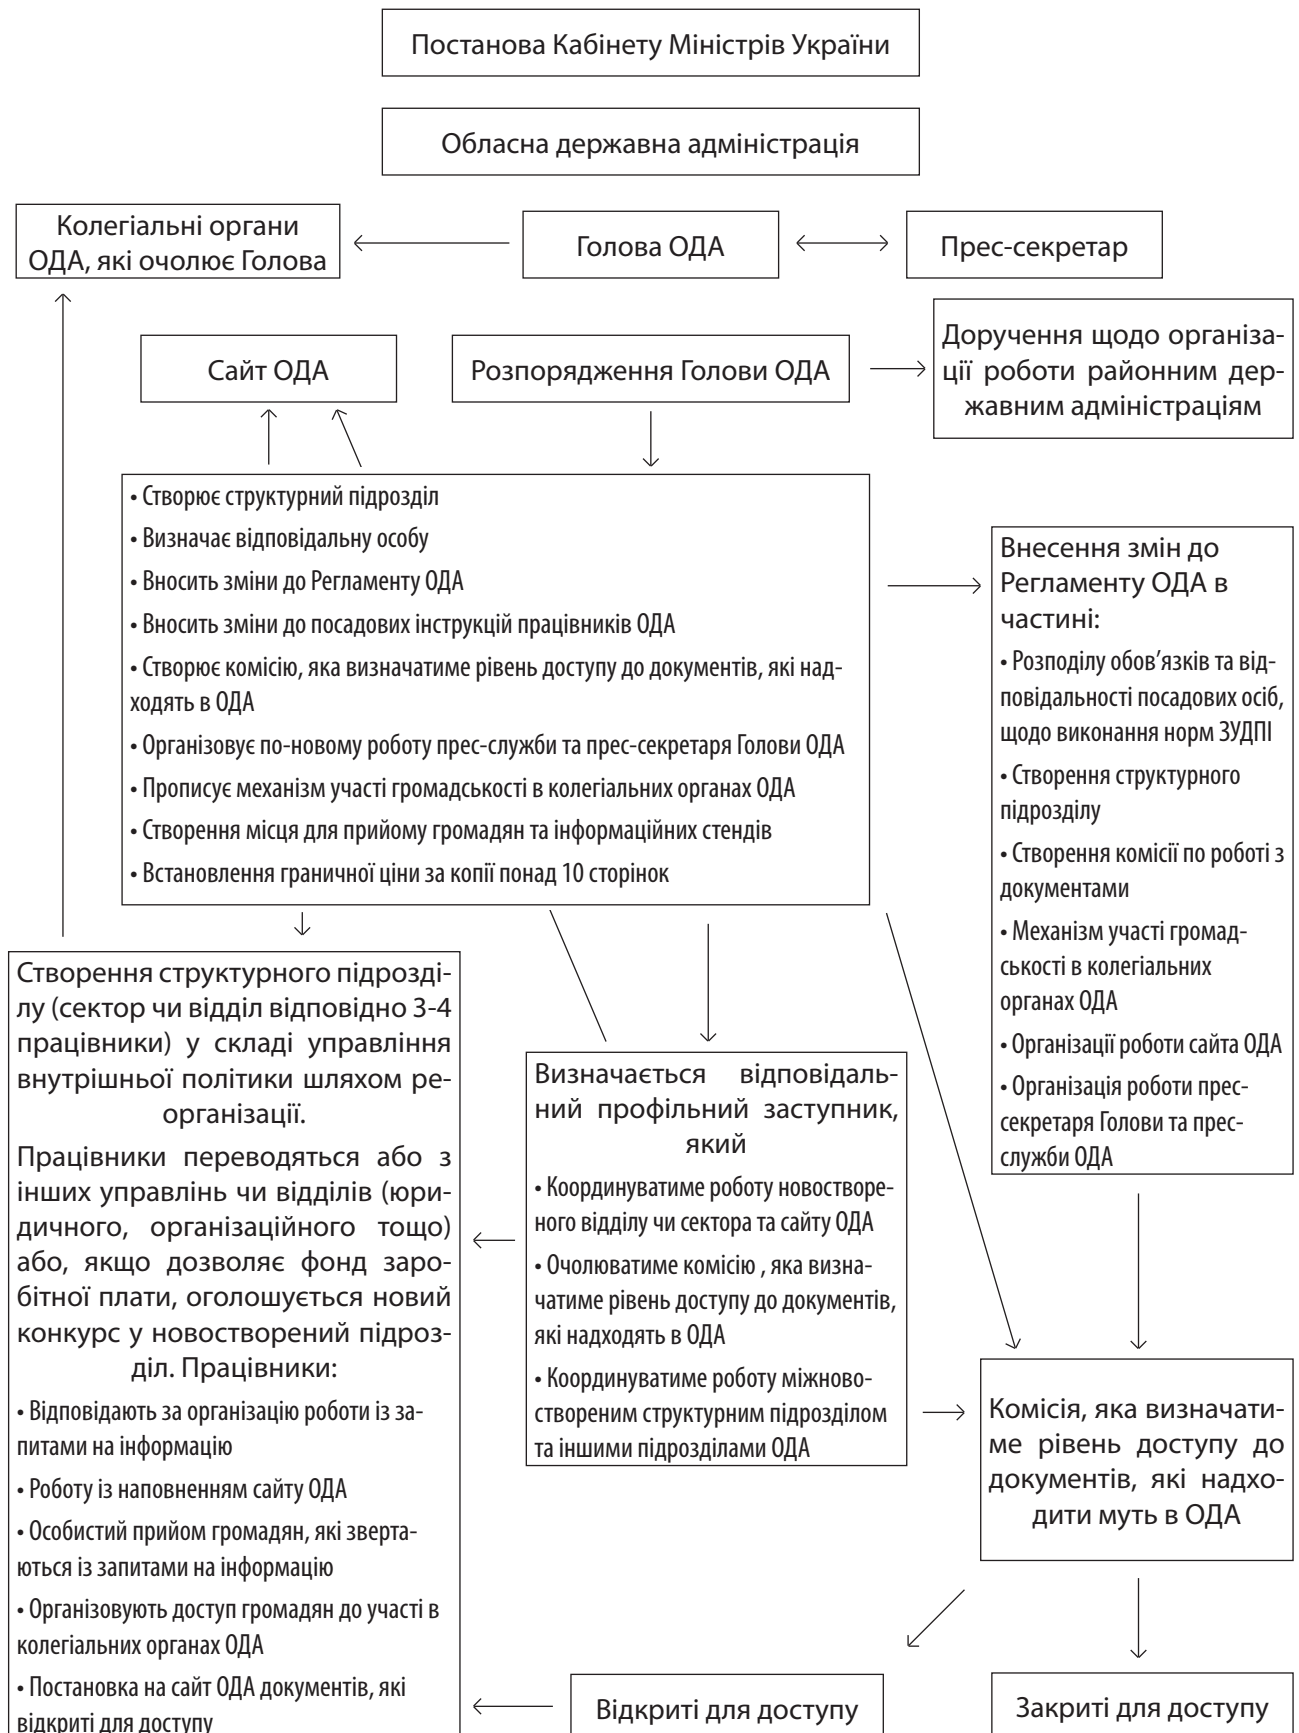 Постанова Кабінету Міністрів України
Обласна державна адміністрація
Колегіальні органи
ОДА, які очолює Голова
Голова ОДА
Прес-секретар
Сайт ОДА
Розпорядження Голови ОДА
Доручення щодо організа-
ції роботи районним дер-
жавним адміністраціям
• Створює структурний підрозділ
• Визначає відповідальну особу
• Вносить зміни до Регламенту ОДА
• Вносить зміни до посадових інструкцій працівників ОДА
• Створює комісію, яка визначатиме рівень доступу до документів, які над-
ходять в ОДА
• Організовує по-новому роботу прес-служби та прес-секретаря Голови ОДА
• Прописує механізм участі громадськості в колегіальних органах ОДА
• Створення місця для прийому громадян та інформаційних стендів
• Встановлення граничної ціни за копії понад 10 сторінок
Внесення змін до
Регламенту ОДА в
частині:
• Розподілу обов’язків та від-
повідальності посадових осіб,
щодо виконання норм ЗУДПІ
• Створення структурного
підрозділу
• Створення комісії по роботі з
документами
• Механізм участі громад-
ськості в колегіальних
органах ОДА
• Організації роботи сайта ОДА
• Організація роботи прес-
секретаря Голови та прес-
служби ОДА
Створення структурного підрозді-
лу (сектор чи відділ відповідно 3-4
працівники) у складі управління
внутрішньої політики шляхом ре-
організації.
Працівники переводяться або з
інших управлінь чи відділів (юри-
дичного, організаційного тощо)
або, якщо дозволяє фонд заро-
бітної плати, оголошується новий
конкурс у новостворений підроз-
діл. Працівники:
• Відповідають за організацію роботи із за-
питами на інформацію
• Роботу із наповненням сайту ОДА
• Особистий прийом громадян, які зверта-
ються із запитами на інформацію
• Організовують доступ громадян до участі в
колегіальних органах ОДА
• Постановка на сайт ОДА документів, які
відкриті для доступу
Визначається відповідаль-
ний профільний заступник,
який
• Координуватиме роботу новоствore-
ного відділу чи сектора та сайту ОДА
• Очолюватиме комісію , яка визна-
чатиме рівень доступу до документів,
які надходять в ОДА
• Координуватиме роботу міжново-
створеним структурним підрозділом
та іншими підрозділами ОДА
Комісія, яка визначати-
ме рівень доступу до
документів, які надхо-
дити муть в ОДА
Відкриті для доступу
Закриті для доступу